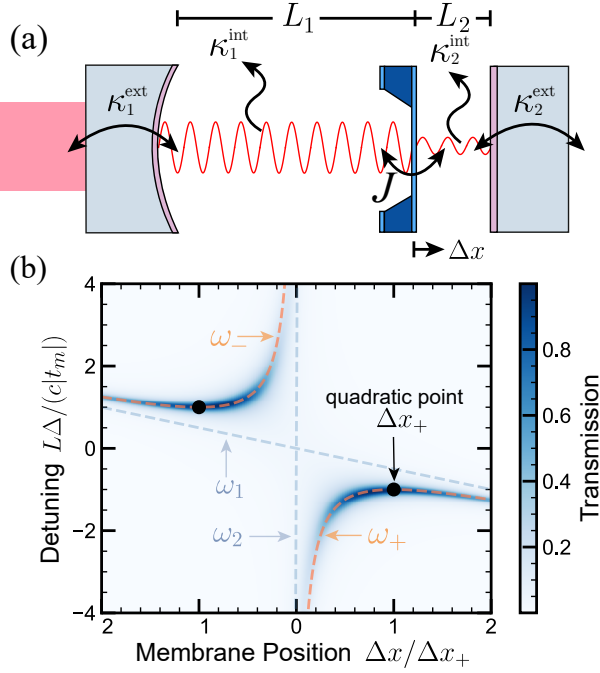 (a)
L₁
L₂
κ₁ᵉˣᵗ
κ₁ⁱⁿᵗ
κ₂ⁱⁿᵗ
κ₂ᵉˣᵗ
J
Δx
(b)
Detuning LΔ/(c|tₘ|)
4
2
0
−2
−4
ω₋
quadratic point
Δx₊
ω₁
ω₂
ω₊
2
1
0
1
2
Membrane Position Δx/Δx₊
0.8
0.6
0.4
0.2
Transmission